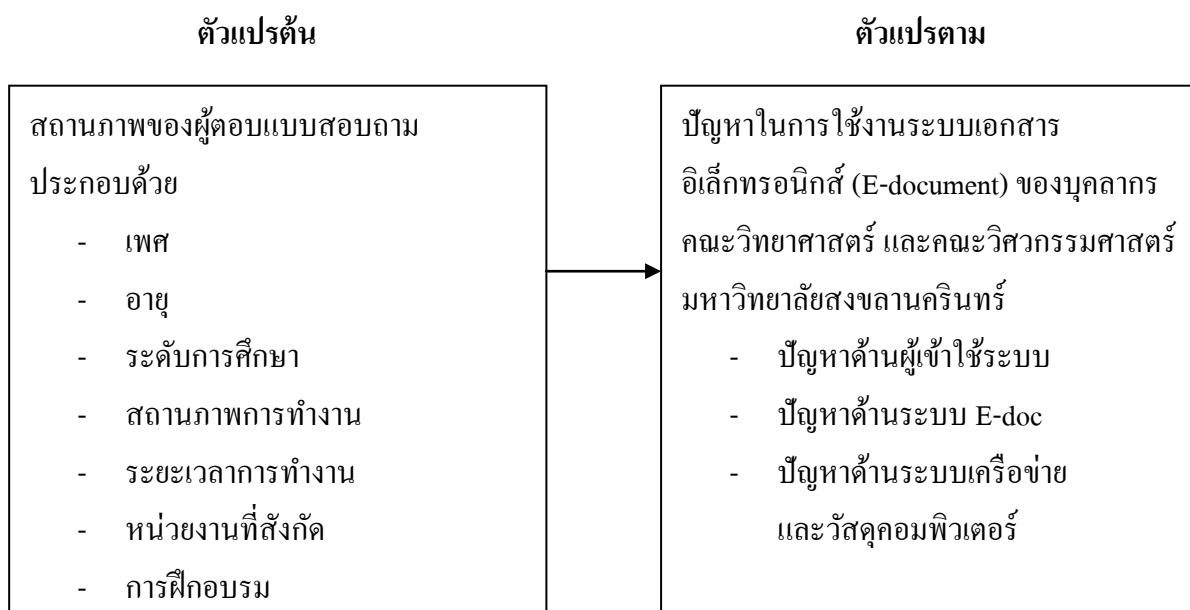 ตัวแปรต้น
ตัวแปรตาม
สถานภาพของผู้ตอบแบบสอบถาม
ประกอบด้วย
- เพศ
- อายุ
- ระดับการศึกษา
- สถานภาพการทำงาน
- ระยะเวลาการทำงาน
- หน่วยงานที่สังกัด
- การฝึกอบรม
ปัญหาในการใช้งานระบบเอกสาร
อิเล็กทรอนิกส์ (E-document) ของบุคลากร
คณะวิทยาศาสตร์ และคณะวิศวกรรมศาสตร์
มหาวิทยาลัยสงขลานครินทร์
- ปัญหาด้านผู้เข้าใช้ระบบ
- ปัญหาด้านระบบ E-doc
- ปัญหาด้านระบบเครือข่าย
และวัสดุคอมพิวเตอร์